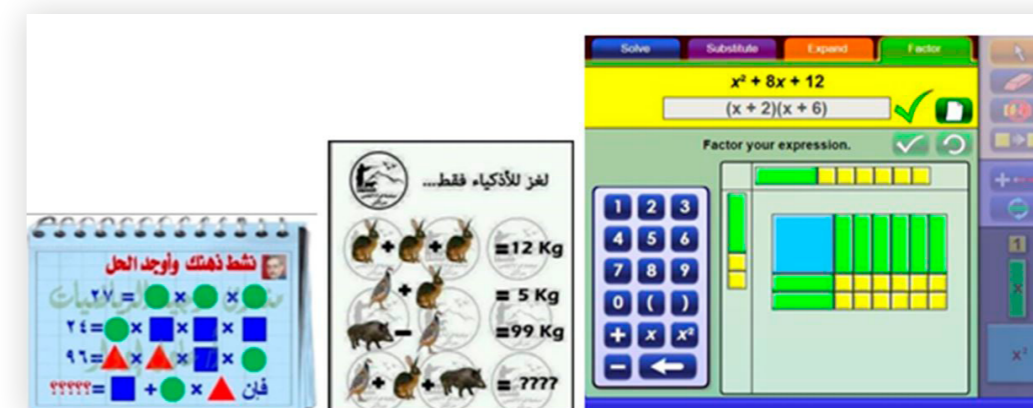 نشط ذهنك وأوجد الحل
٢٧ = × ×
٢٤ = × × ×
٩٦ = × × ×
فإن × + = ?????
لغز للأذكياء فقط...
+ + = 12 Kg
+ = 5 Kg
- = 99 Kg
+ + = ????
Solve Substitute Expand Factor
x² + 8x + 12
(x + 2)(x + 6)
Factor your expression.
1 2 3
4 5 6
7 8 9
0 ( )
+ x x²
−
1
x
x²